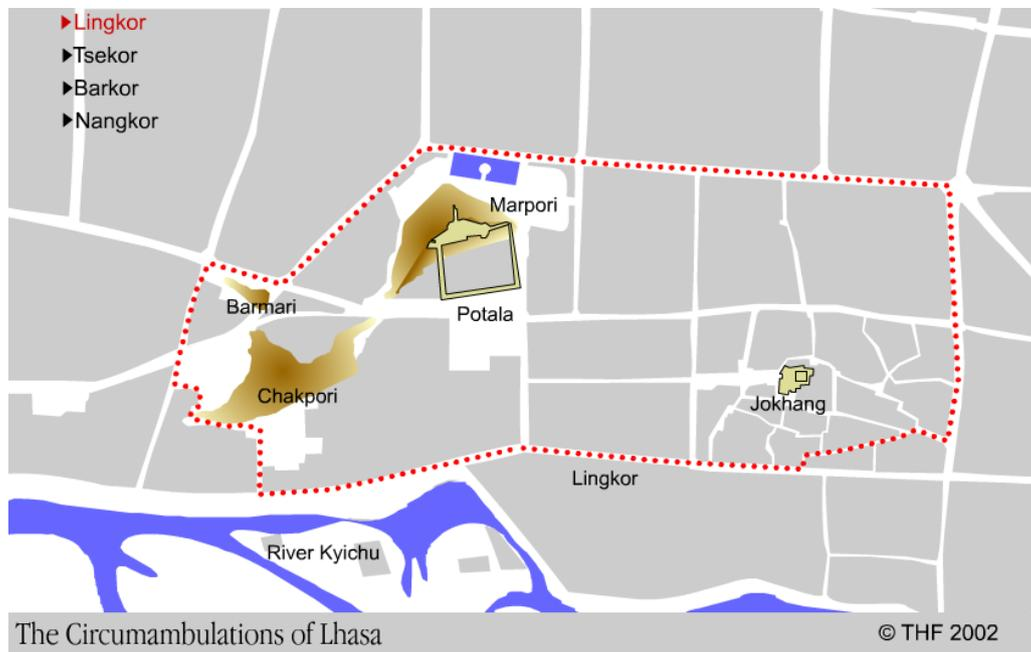 Lingkor
Tsekor
Barkor
Nangkor
Marpori
Barmari
Potala
Chakpori
Jokhang
Lingkor
River Kyichu
The Circumambulations of Lhasa
© THF 2002